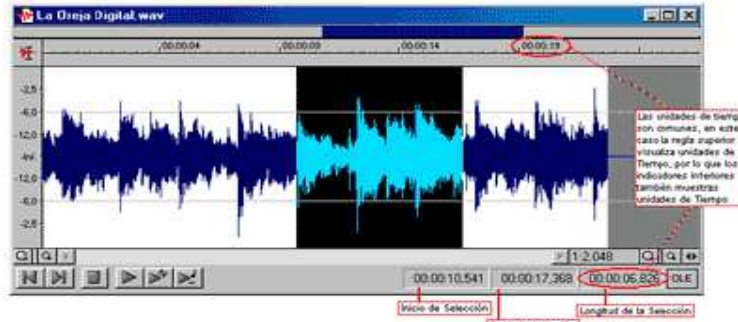 La Oreja Digital.wav
00:00:04 00:00:09 00:00:14 00:00:19
-2.5
-6.0
-12.0
-Inf.
-12.0
-6.0
-2.5
Las unidades de tiempo
son comunes, en este
caso la regla superior
visualiza unidades de
Tiempo, por lo que los
indicadores inferiores
también muestras
unidades de Tiempo
1:2,048
00:00:10,541 00:00:17,368 00:00:06,826 OLE
Inicio de Selección
Longitud de la Selección